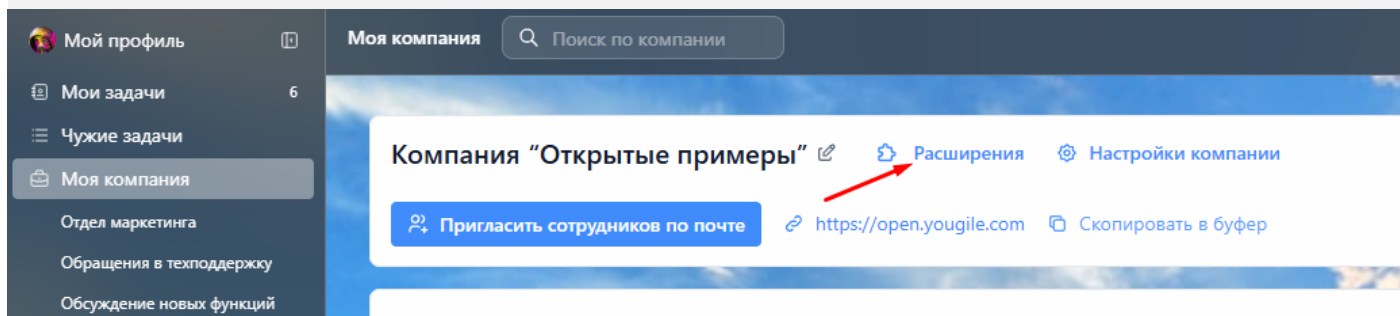 Мой профиль
Мои задачи 6
Чужие задачи
Моя компания
Отдел маркетинга
Обращения в техподдержку
Обсуждение новых функций
Моя компания Поиск по компании
Компания “Открытые примеры” Расширения Настройки компании
Пригласить сотрудников по почте https://open.yougile.com Скопировать в буфер